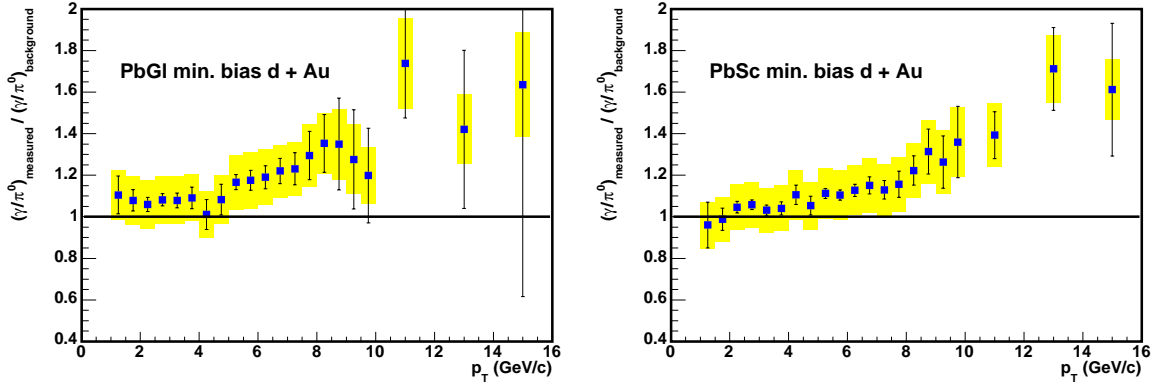 (γ/π⁰)measured / (γ/π⁰)background
PbGl min. bias d + Au
2
1.8
1.6
1.4
1.2
1
0.8
0.6
0.4
0 2 4 6 8 10 12 14 16
pT (GeV/c)
(γ/π⁰)measured / (γ/π⁰)background
PbSc min. bias d + Au
2
1.8
1.6
1.4
1.2
1
0.8
0.6
0.4
0 2 4 6 8 10 12 14 16
pT (GeV/c)